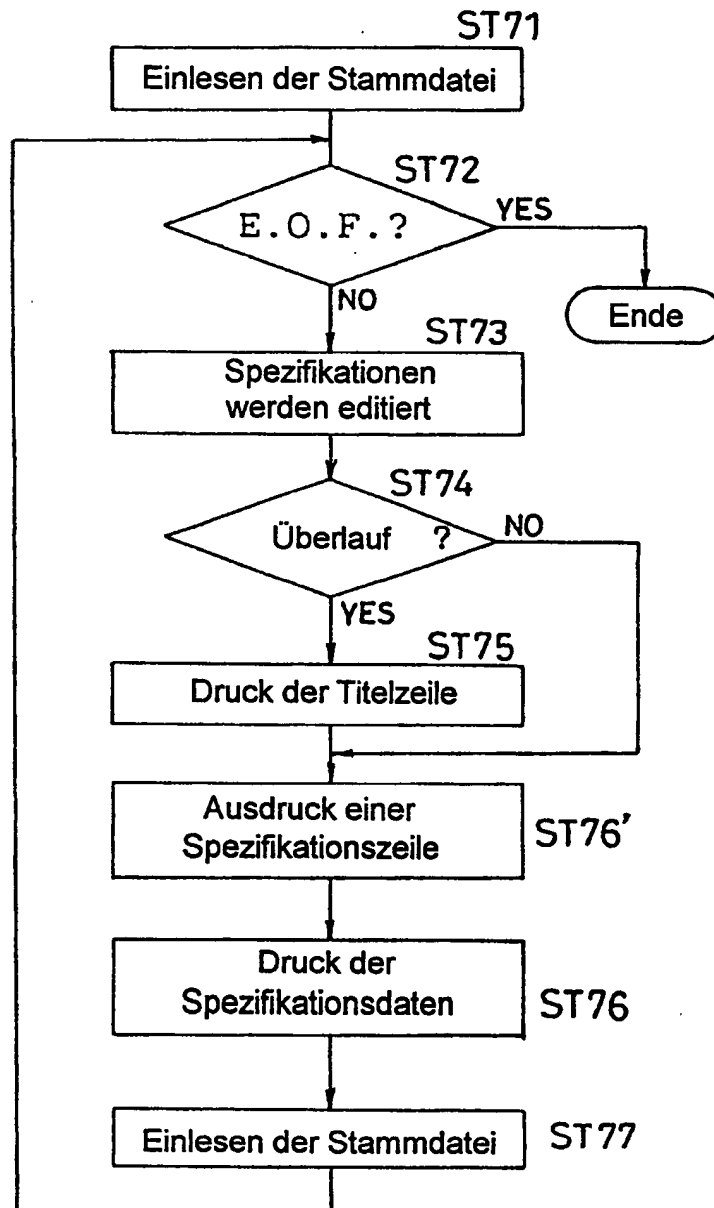 ST71
Einlesen der Stammdatei
ST72
E.O.F.?
YES
NO
Ende
ST73
Spezifikationen
werden editiert
ST74
Überlauf ?
NO
YES
ST75
Druck der Titelzeile
Ausdruck einer
Spezifikationszeile
ST76'
Druck der
Spezifikationsdaten
ST76
Einlesen der Stammdatei
ST77